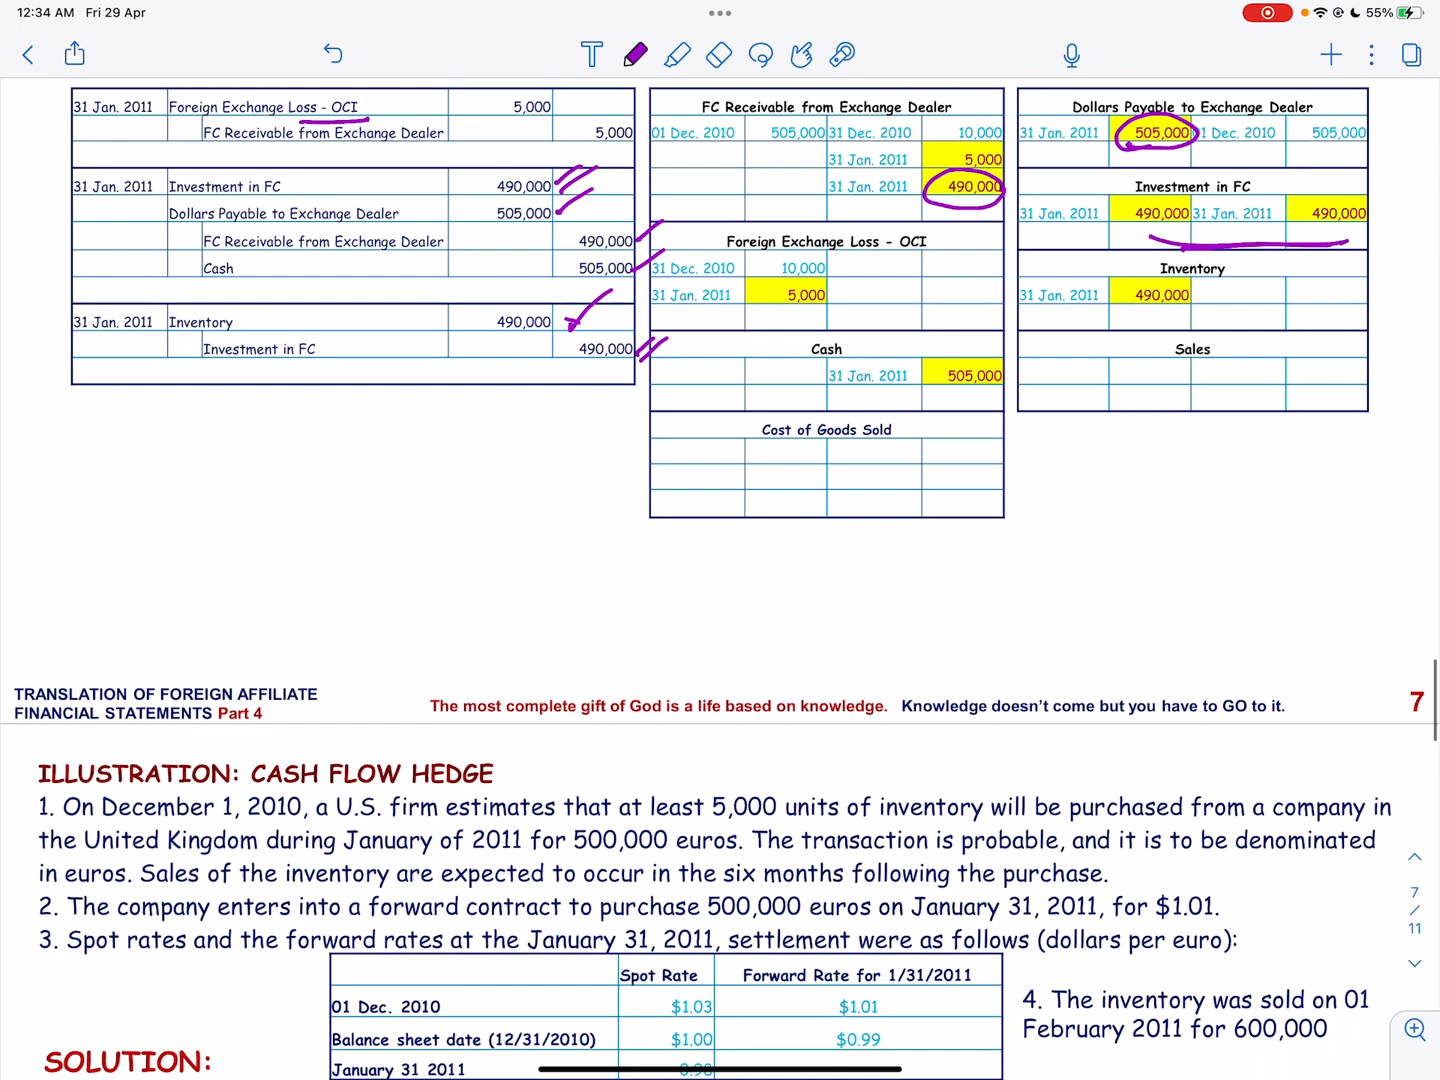 12:34 AM Fri 29 Apr
55%
31 Jan. 2011 Foreign Exchange Loss - OCI 5,000
FC Receivable from Exchange Dealer 5,000
31 Jan. 2011 Investment in FC 490,000
Dollars Payable to Exchange Dealer 505,000
FC Receivable from Exchange Dealer 490,000
Cash 505,000
31 Jan. 2011 Inventory 490,000
Investment in FC 490,000
FC Receivable from Exchange Dealer
01 Dec. 2010 505,000 31 Dec. 2010 10,000
31 Jan. 2011 5,000
31 Jan. 2011 490,000
Foreign Exchange Loss - OCI
31 Dec. 2010 10,000
31 Jan. 2011 5,000
Cash
31 Jan. 2011 505,000
Cost of Goods Sold
Dollars Payable to Exchange Dealer
31 Jan. 2011 505,000 1 Dec. 2010 505,000
Investment in FC
31 Jan. 2011 490,000 31 Jan. 2011 490,000
Inventory
31 Jan. 2011 490,000
Sales
TRANSLATION OF FOREIGN AFFILIATE
FINANCIAL STATEMENTS Part 4
The most complete gift of God is a life based on knowledge. Knowledge doesn't come but you have to GO to it.
7
ILLUSTRATION: CASH FLOW HEDGE
1. On December 1, 2010, a U.S. firm estimates that at least 5,000 units of inventory will be purchased from a company in
the United Kingdom during January of 2011 for 500,000 euros. The transaction is probable, and it is to be denominated
in euros. Sales of the inventory are expected to occur in the six months following the purchase.
2. The company enters into a forward contract to purchase 500,000 euros on January 31, 2011, for $1.01.
3. Spot rates and the forward rates at the January 31, 2011, settlement were as follows (dollars per euro):
Spot Rate Forward Rate for 1/31/2011
01 Dec. 2010 $1.03 $1.01
Balance sheet date (12/31/2010) $1.00 $0.99
January 31 2011 0.98
4. The inventory was sold on 01
February 2011 for 600,000
SOLUTION:
7
/
11